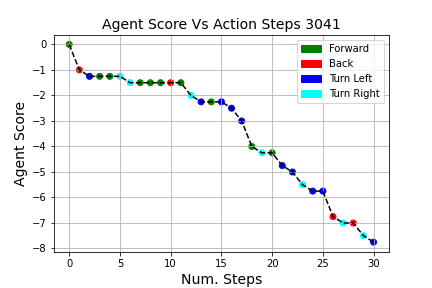 Agent Score Vs Action Steps 3041
Forward
Back
Turn Left
Turn Right
Agent Score
0
−1
−2
−3
−4
−5
−6
−7
−8
0 5 10 15 20 25 30
Num. Steps